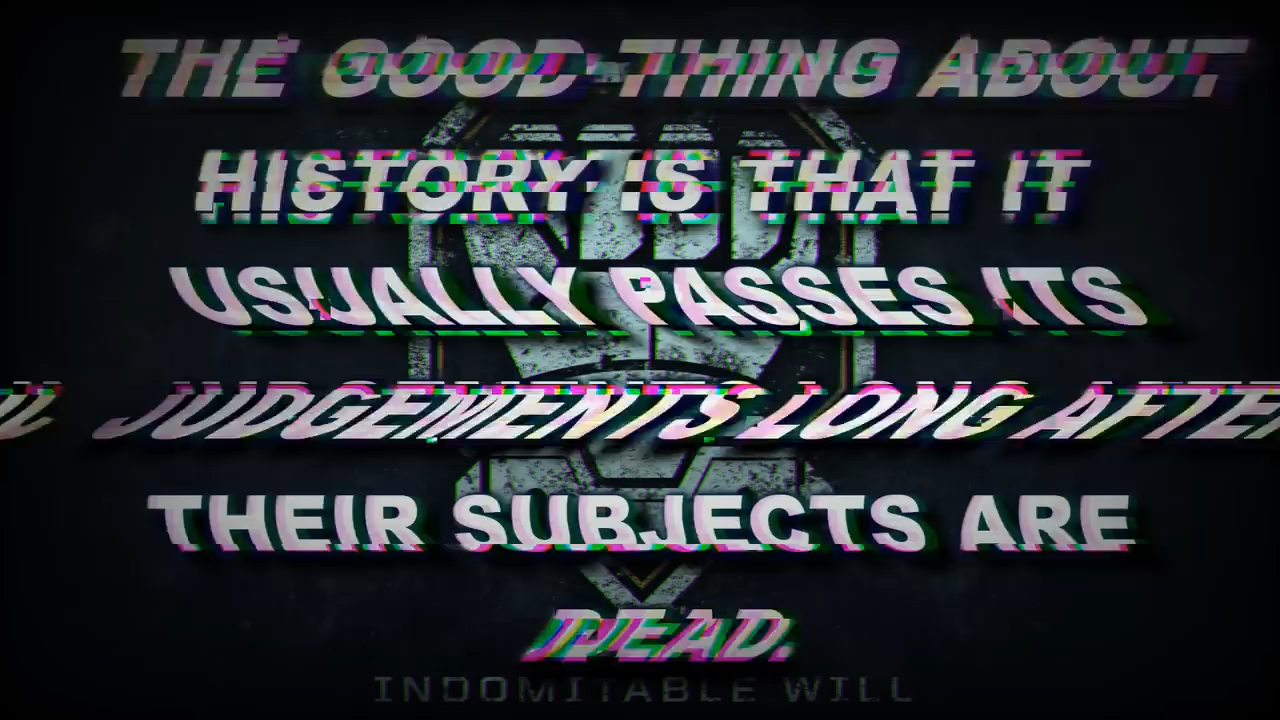 THE GOOD THING ABOUT
HISTORY IS THAT IT
USUALLY PASSES ITS
JUDGEMENTS LONG AFTER
THEIR SUBJECTS ARE
DEAD.
INDOMITABLE WILL